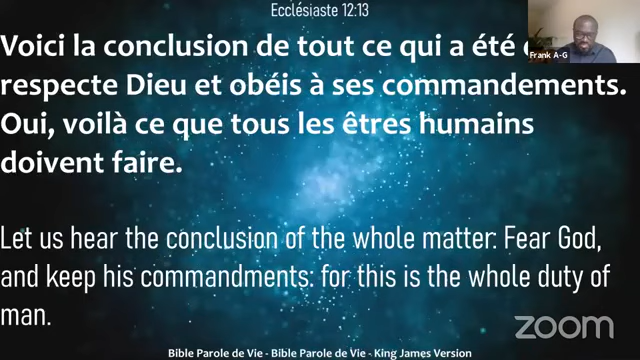 Ecclésiaste 12:13
Voici la conclusion de tout ce qui a été
respecte Dieu et obéis à ses commandements.
Oui, voilà ce que tous les êtres humains
doivent faire.
Let us hear the conclusion of the whole matter: Fear God,
and keep his commandments: for this is the whole duty of
man.
Frank A-G
zoom
Bible Parole de Vie - Bible Parole de Vie - King James Version